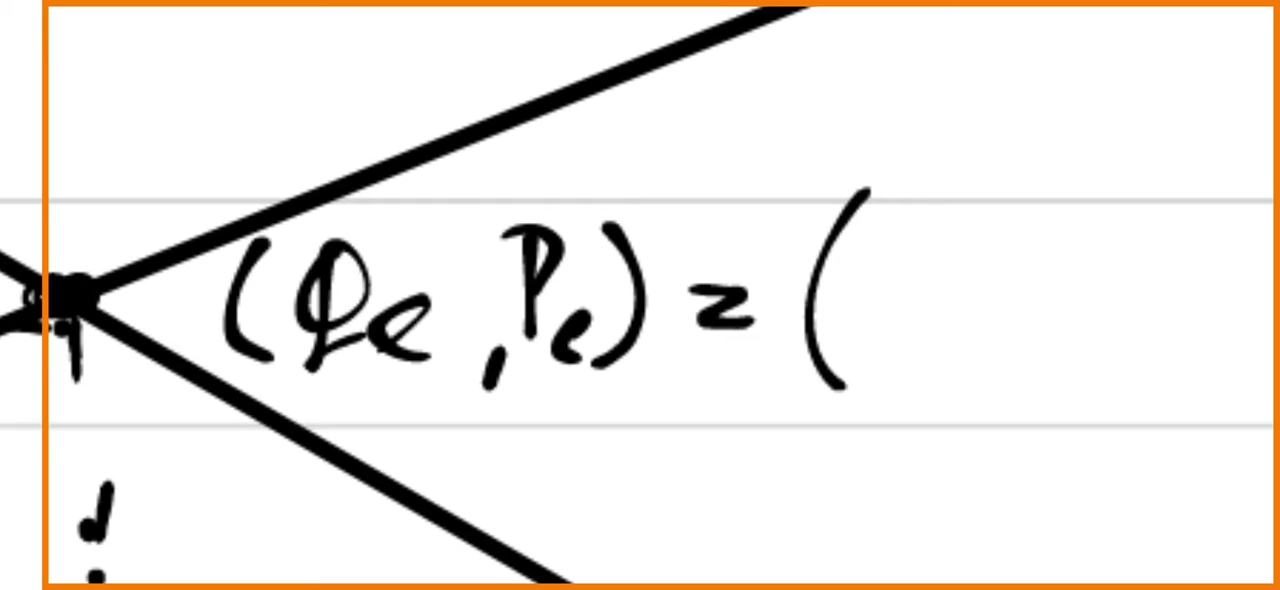 (Qe, Pe) = (